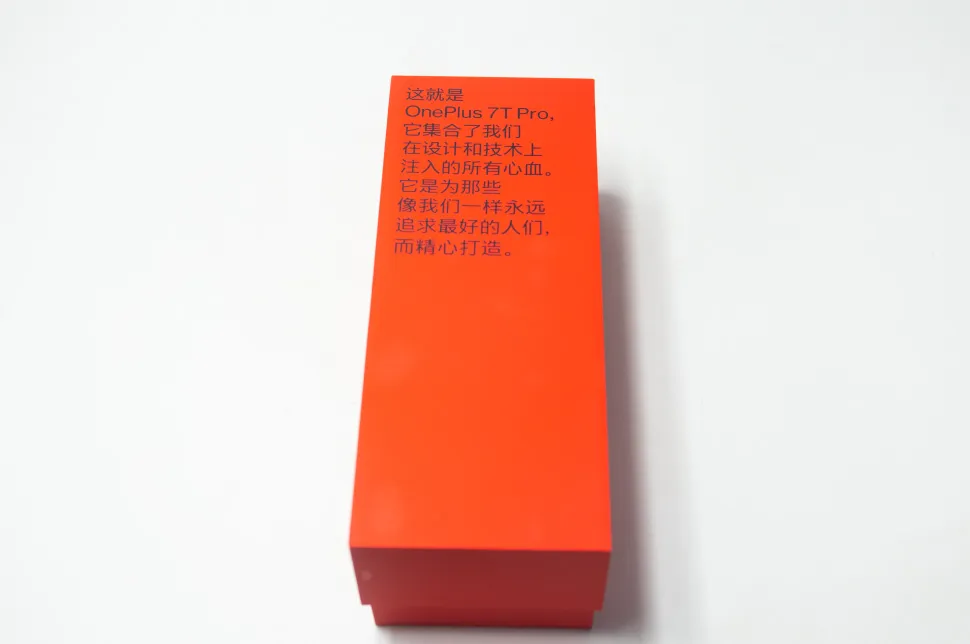 这就是
OnePlus 7T Pro,
它集合了我们
在设计和技术上
注入的所有心血。
它是为那些
像我们一样永远
追求最好的人们,
而精心打造。